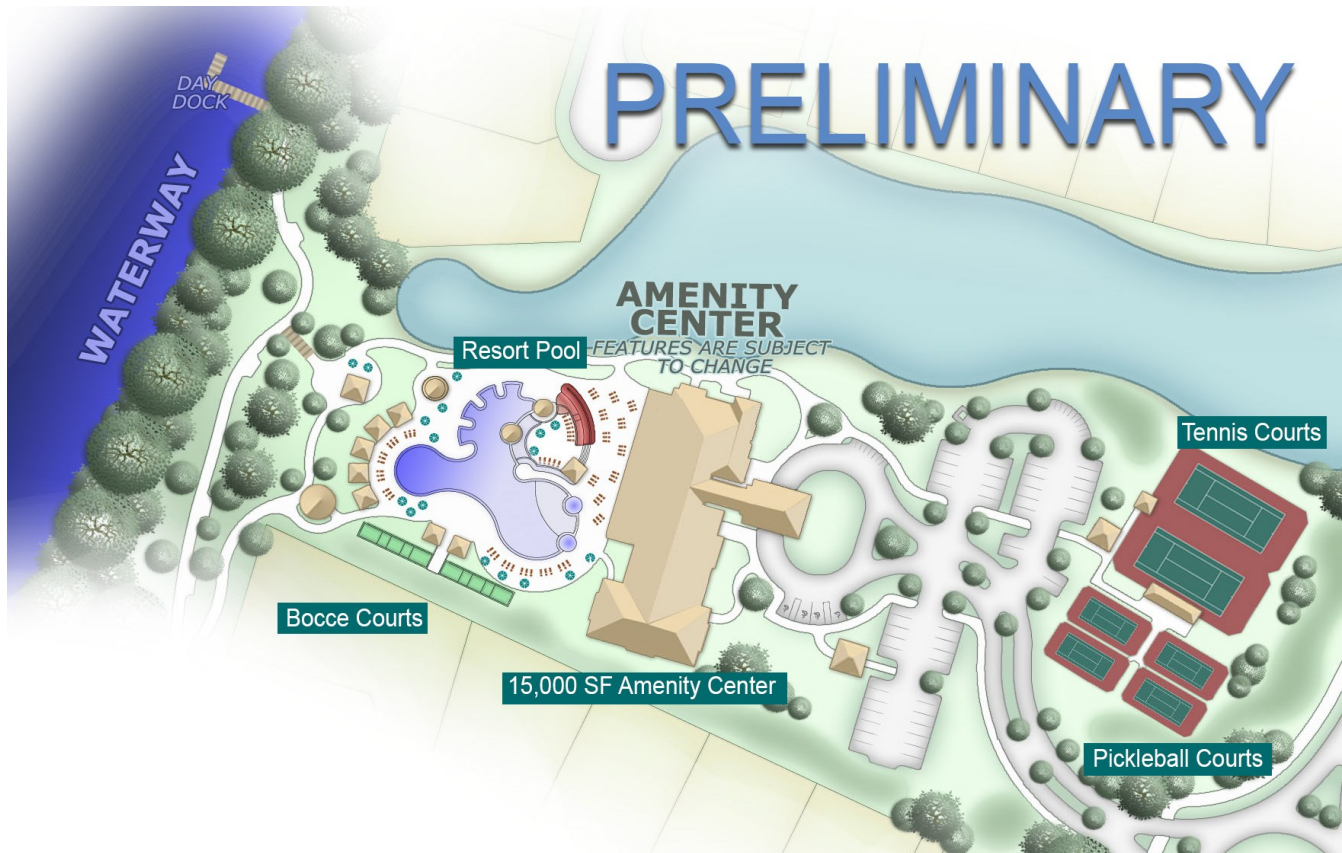 PRELIMINARY
DAY
DOCK
WATERWAY
AMENITY
CENTER
FEATURES ARE SUBJECT
TO CHANGE
Resort Pool
Tennis Courts
Bocce Courts
15,000 SF Amenity Center
Pickleball Courts